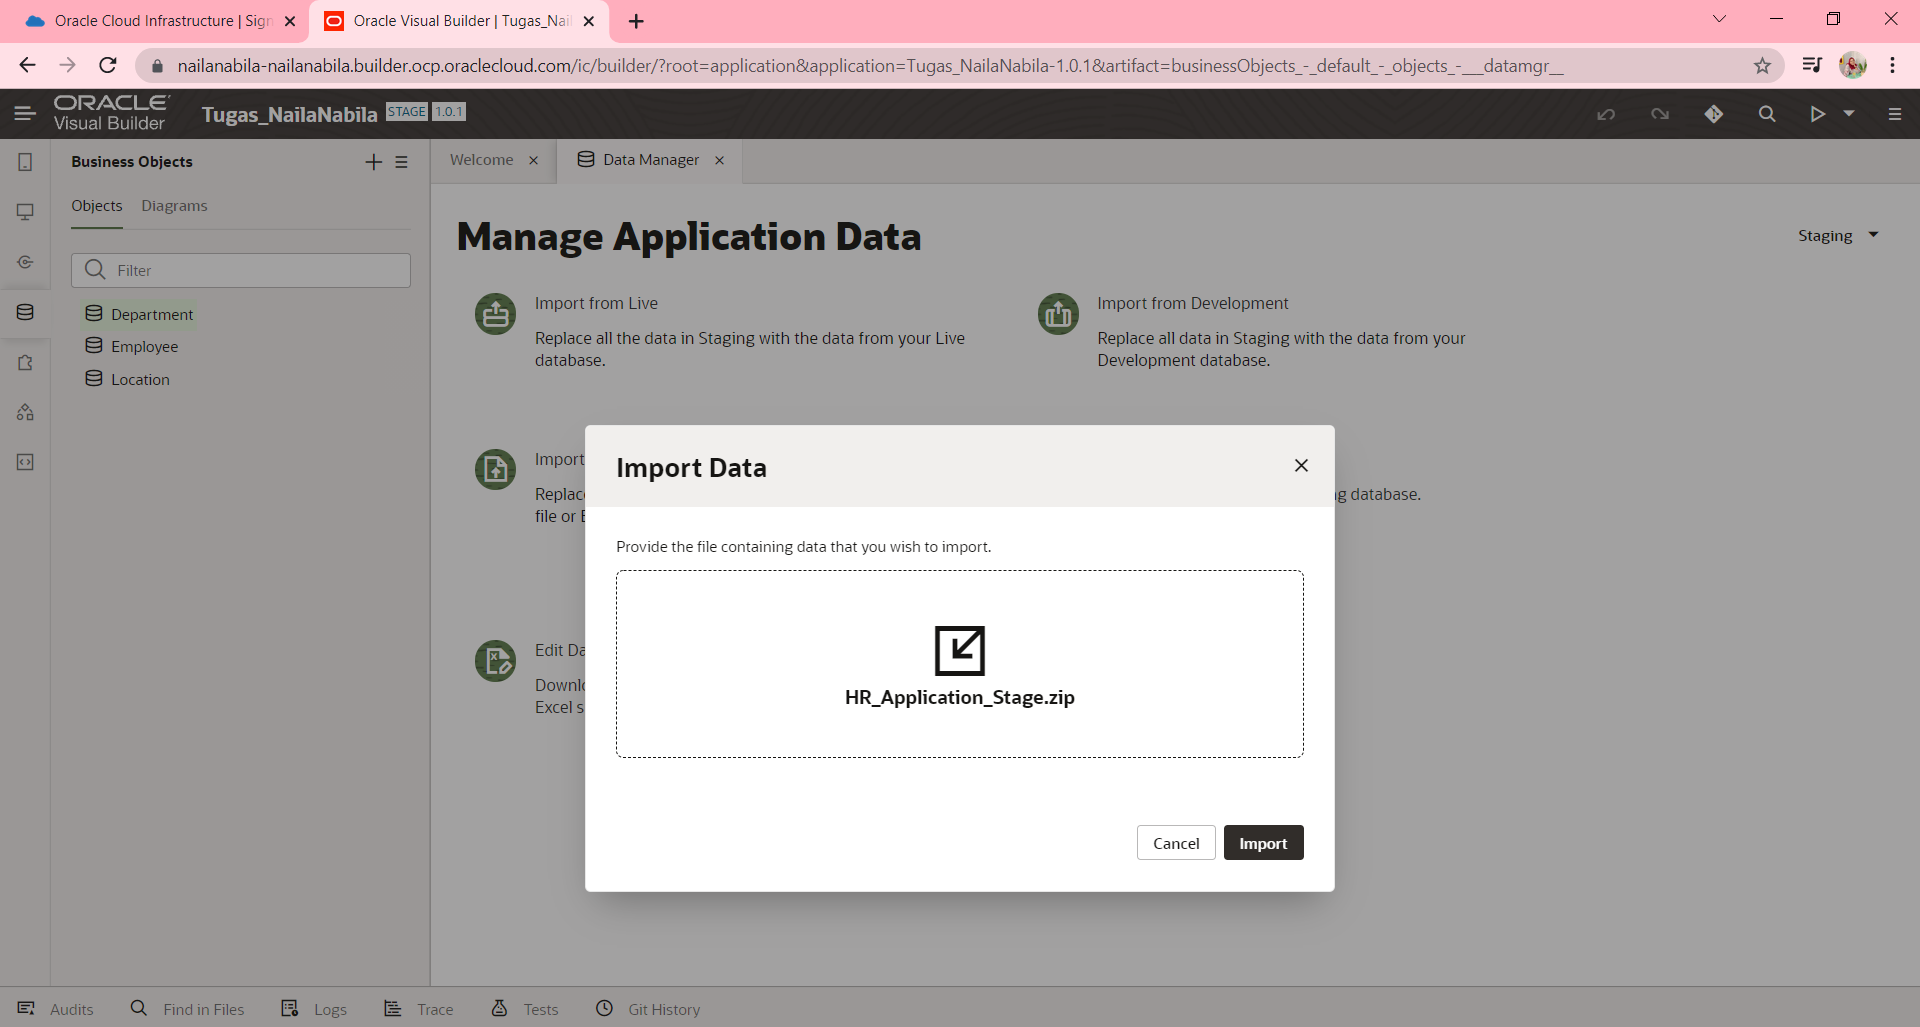 Oracle Cloud Infrastructure | Sign
Oracle Visual Builder | Tugas_Nail
nailanabila-nailanabila.builder.ocp.oraclecloud.com/ic/builder/?root=application&application=Tugas_NailaNabila-1.0.1&artifact=businessObjects_-_default_-_objects_-___datamgr__
ORACLE
Visual Builder
Tugas_NailaNabila STAGE 1.0.1
Business Objects
Objects Diagrams
Filter
Department
Employee
Location
Welcome
Data Manager
Manage Application Data
Staging
Import from Live
Replace all the data in Staging with the data from your Live
database.
Import from Development
Replace all data in Staging with the data from your
Development database.
Import
Replac
file or
g database.
Edit Da
Downl
Excel s
Import Data
Provide the file containing data that you wish to import.
HR_Application_Stage.zip
Cancel Import
Audits Find in Files Logs Trace Tests Git History